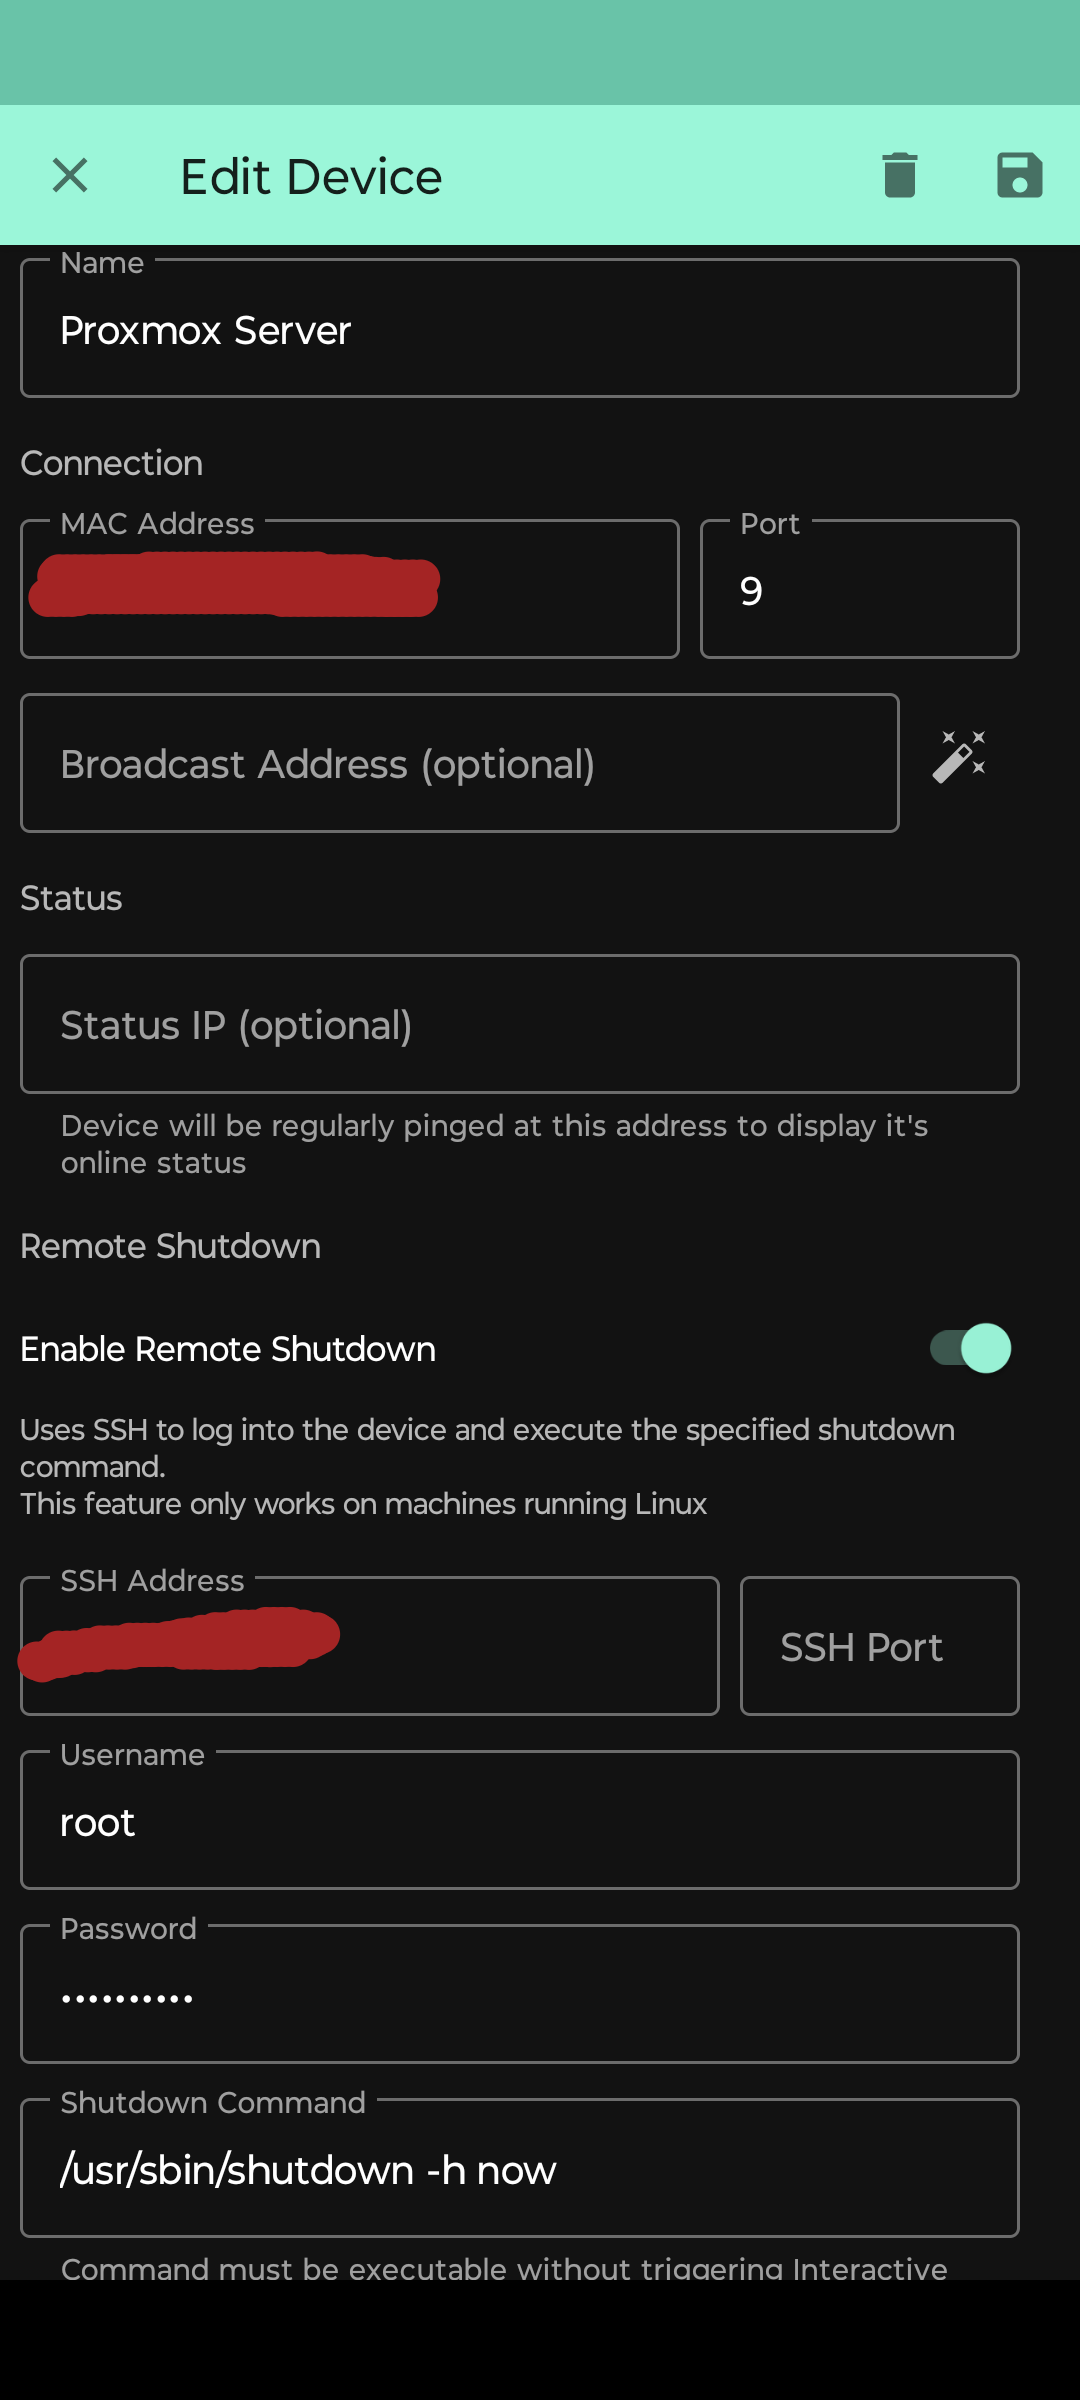 Edit Device
Name
Proxmox Server
Connection
MAC Address
Port
9
Broadcast Address (optional)
Status
Status IP (optional)
Device will be regularly pinged at this address to display it's
online status
Remote Shutdown
Enable Remote Shutdown
Uses SSH to log into the device and execute the specified shutdown
command.
This feature only works on machines running Linux
SSH Address
SSH Port
Username
root
Password
••••••••••
Shutdown Command
/usr/sbin/shutdown -h now
Command must be executable without triggering Interactive